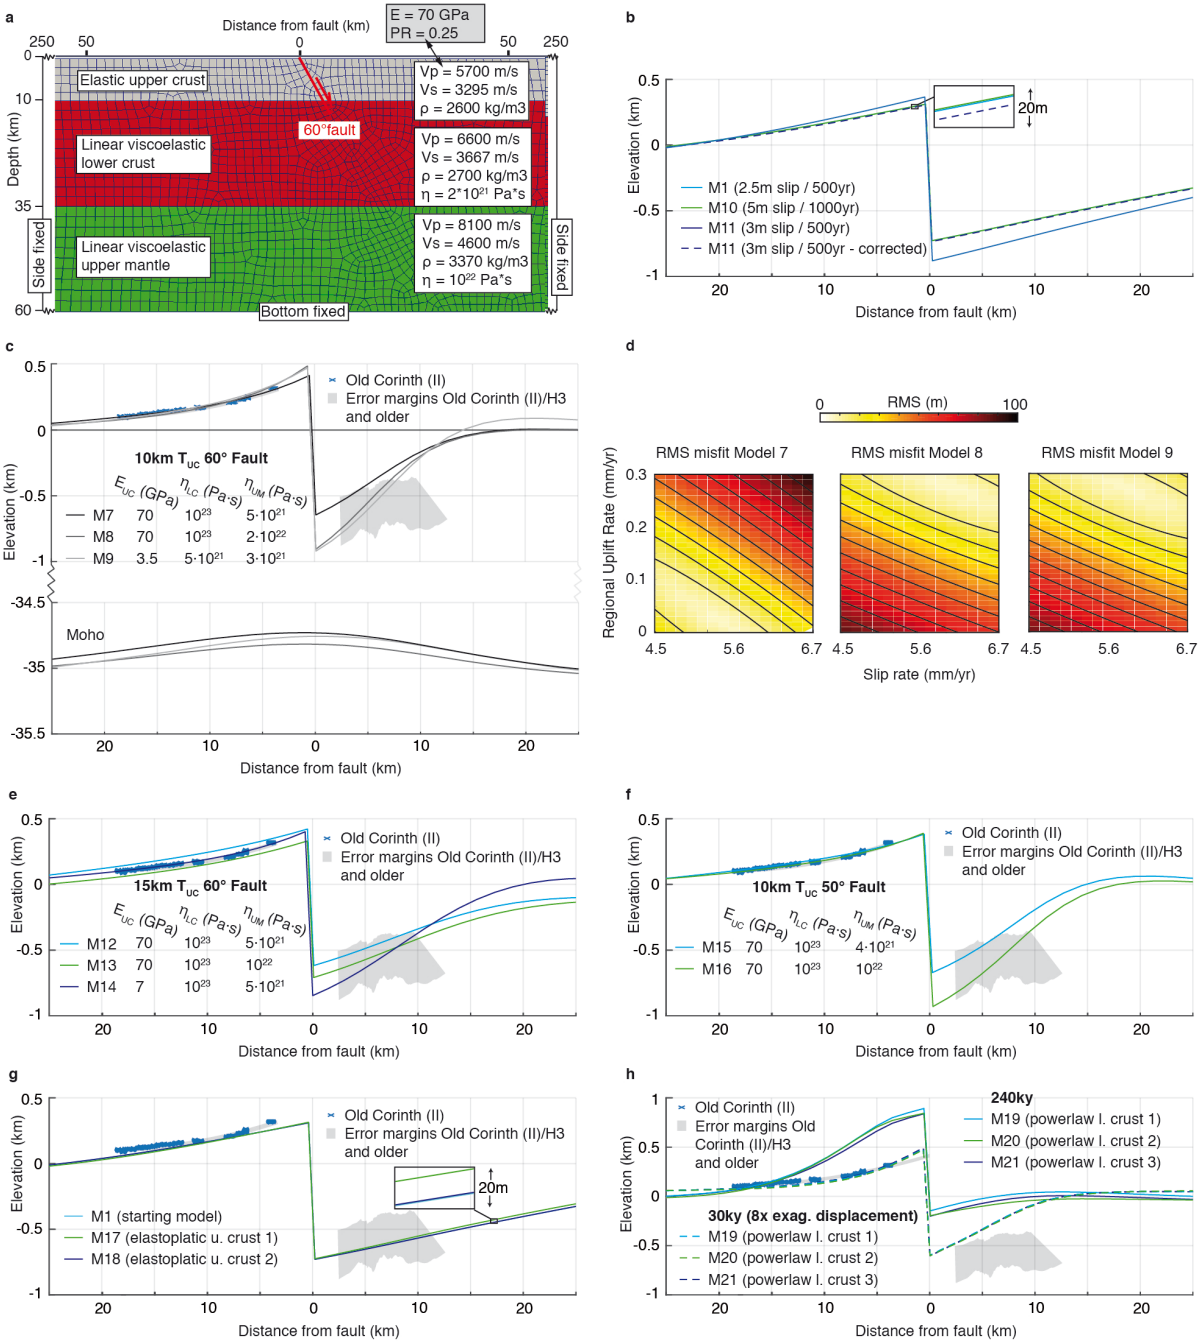 a
Distance from fault (km)
E = 70 GPa
PR = 0.25
250 50 0 50 250
0
10
35
60
Depth (km)
Elastic upper crust
60°fault
Vp = 5700 m/s
Vs = 3295 m/s
ρ = 2600 kg/m3
Linear viscoelastic
lower crust
Vp = 6600 m/s
Vs = 3667 m/s
ρ = 2700 kg/m3
η = 2*10²¹ Pa*s
Linear viscoelastic
upper mantle
Vp = 8100 m/s
Vs = 4600 m/s
ρ = 3370 kg/m3
η = 10²² Pa*s
Side fixed
Side fixed
Bottom fixed
b
Elevation (km)
0.5
0
-0.5
-1
20m
M1 (2.5m slip / 500yr)
M10 (5m slip / 1000yr)
M11 (3m slip / 500yr)
M11 (3m slip / 500yr - corrected)
20 10 0 10 20
Distance from fault (km)
c
Elevation (km)
0.5
0
-0.5
-1
-34.5
-35
-35.5
Old Corinth (II)
Error margins Old Corinth (II)/H3
and older
10km T_UC 60° Fault
E_UC (GPa) η_LC (Pa·s) η_UM (Pa·s)
M7 70 10²³ 5·10²¹
M8 70 10²³ 2·10²²
M9 3.5 5·10²¹ 3·10²¹
Moho
20 10 0 10 20
Distance from fault (km)
d
RMS (m)
0 100
RMS misfit Model 7 RMS misfit Model 8 RMS misfit Model 9
Regional Uplift Rate (mm/yr)
0.3
0.2
0.1
0
4.5 5.6 6.7 4.5 5.6 6.7 4.5 5.6 6.7
Slip rate (mm/yr)
e
Elevation (km)
0.5
0
-0.5
-1
Old Corinth (II)
Error margins Old Corinth (II)/H3
and older
15km T_UC 60° Fault
E_UC (GPa) η_LC (Pa·s) η_UM (Pa·s)
M12 70 10²³ 5·10²¹
M13 70 10²³ 10²²
M14 7 10²³ 5·10²¹
20 10 0 10 20
Distance from fault (km)
f
Elevation (km)
0.5
0
-0.5
-1
Old Corinth (II)
Error margins Old Corinth (II)/H3
and older
10km T_UC 50° Fault
E_UC (GPa) η_LC (Pa·s) η_UM (Pa·s)
M15 70 10²³ 4·10²¹
M16 70 10²³ 10²²
20 10 0 10 20
Distance from fault (km)
g
Elevation (km)
0.5
0
-0.5
-1
Old Corinth (II)
Error margins Old Corinth (II)/H3
and older
20m
M1 (starting model)
M17 (elastoplatic u. crust 1)
M18 (elastoplatic u. crust 2)
20 10 0 10 20
Distance from fault (km)
h
Elevation (km)
1
0.5
0
-0.5
-1
Old Corinth (II)
Error margins Old
Corinth (II)/H3
and older
240ky
M19 (powerlaw l. crust 1)
M20 (powerlaw l. crust 2)
M21 (powerlaw l. crust 3)
30ky (8x exag. displacement)
M19 (powerlaw l. crust 1)
M20 (powerlaw l. crust 2)
M21 (powerlaw l. crust 3)
20 10 0 10 20
Distance from fault (km)